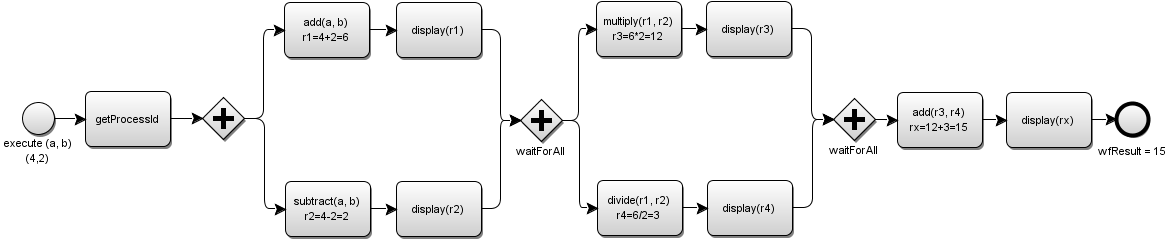 execute (a, b)
(4,2)
getProcessId
add(a, b)
r1=4+2=6
display(r1)
subtract(a, b)
r2=4-2=2
display(r2)
waitForAll
multiply(r1, r2)
r3=6*2=12
display(r3)
divide(r1, r2)
r4=6/2=3
display(r4)
waitForAll
add(r3, r4)
rx=12+3=15
display(rx)
wfResult = 15